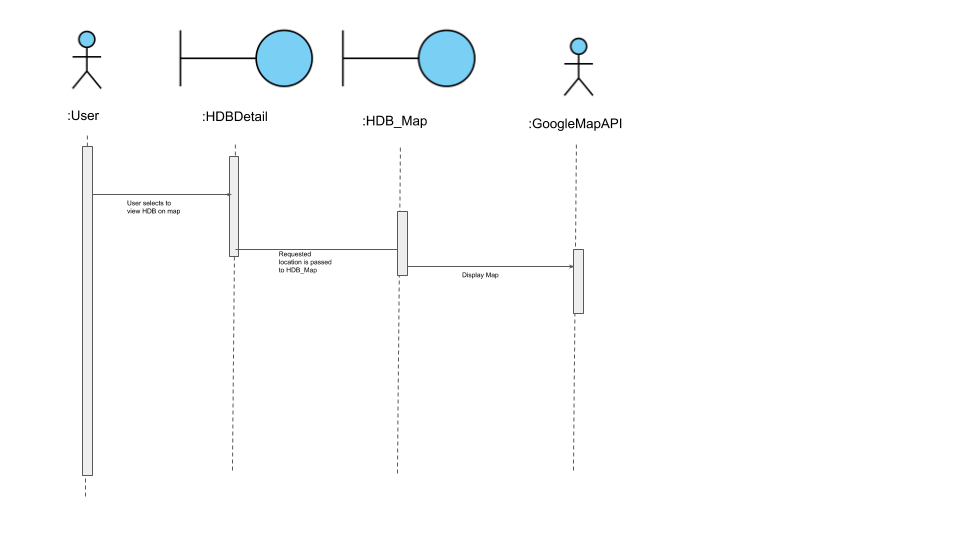 :User
:HDBDetail
:HDB_Map
:GoogleMapAPI
User selects to
view HDB on map
Requested
location is passed
to HDB_Map
Display Map